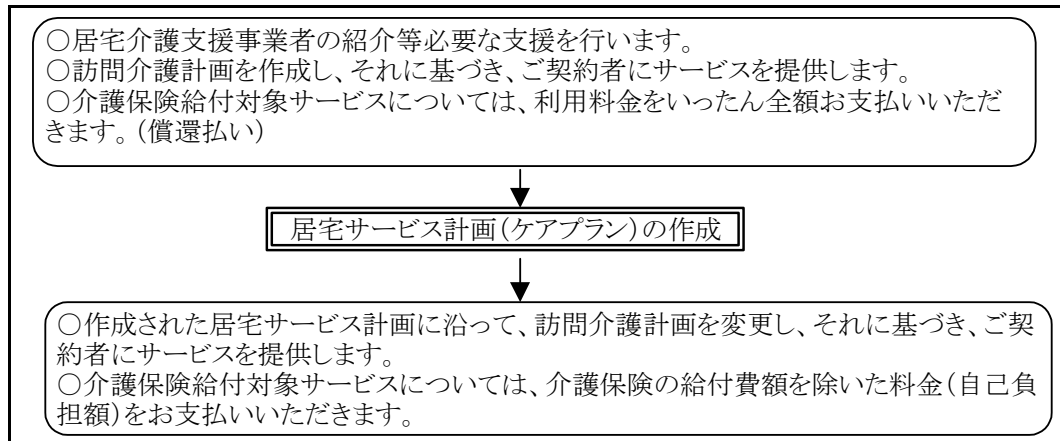 ○居宅介護支援事業者の紹介等必要な支援を行います。
○訪問介護計画を作成し、それに基づき、ご契約者にサービスを提供します。
○介護保険給付対象サービスについては、利用料金をいったん全額お支払いいただ
きます。(償還払い)
居宅サービス計画(ケアプラン)の作成
○作成された居宅サービス計画に沿って、訪問介護計画を変更し、それに基づき、ご契
約者にサービスを提供します。
○介護保険給付対象サービスについては、介護保険の給付費額を除いた料金(自己負
担額)をお支払いいただきます。